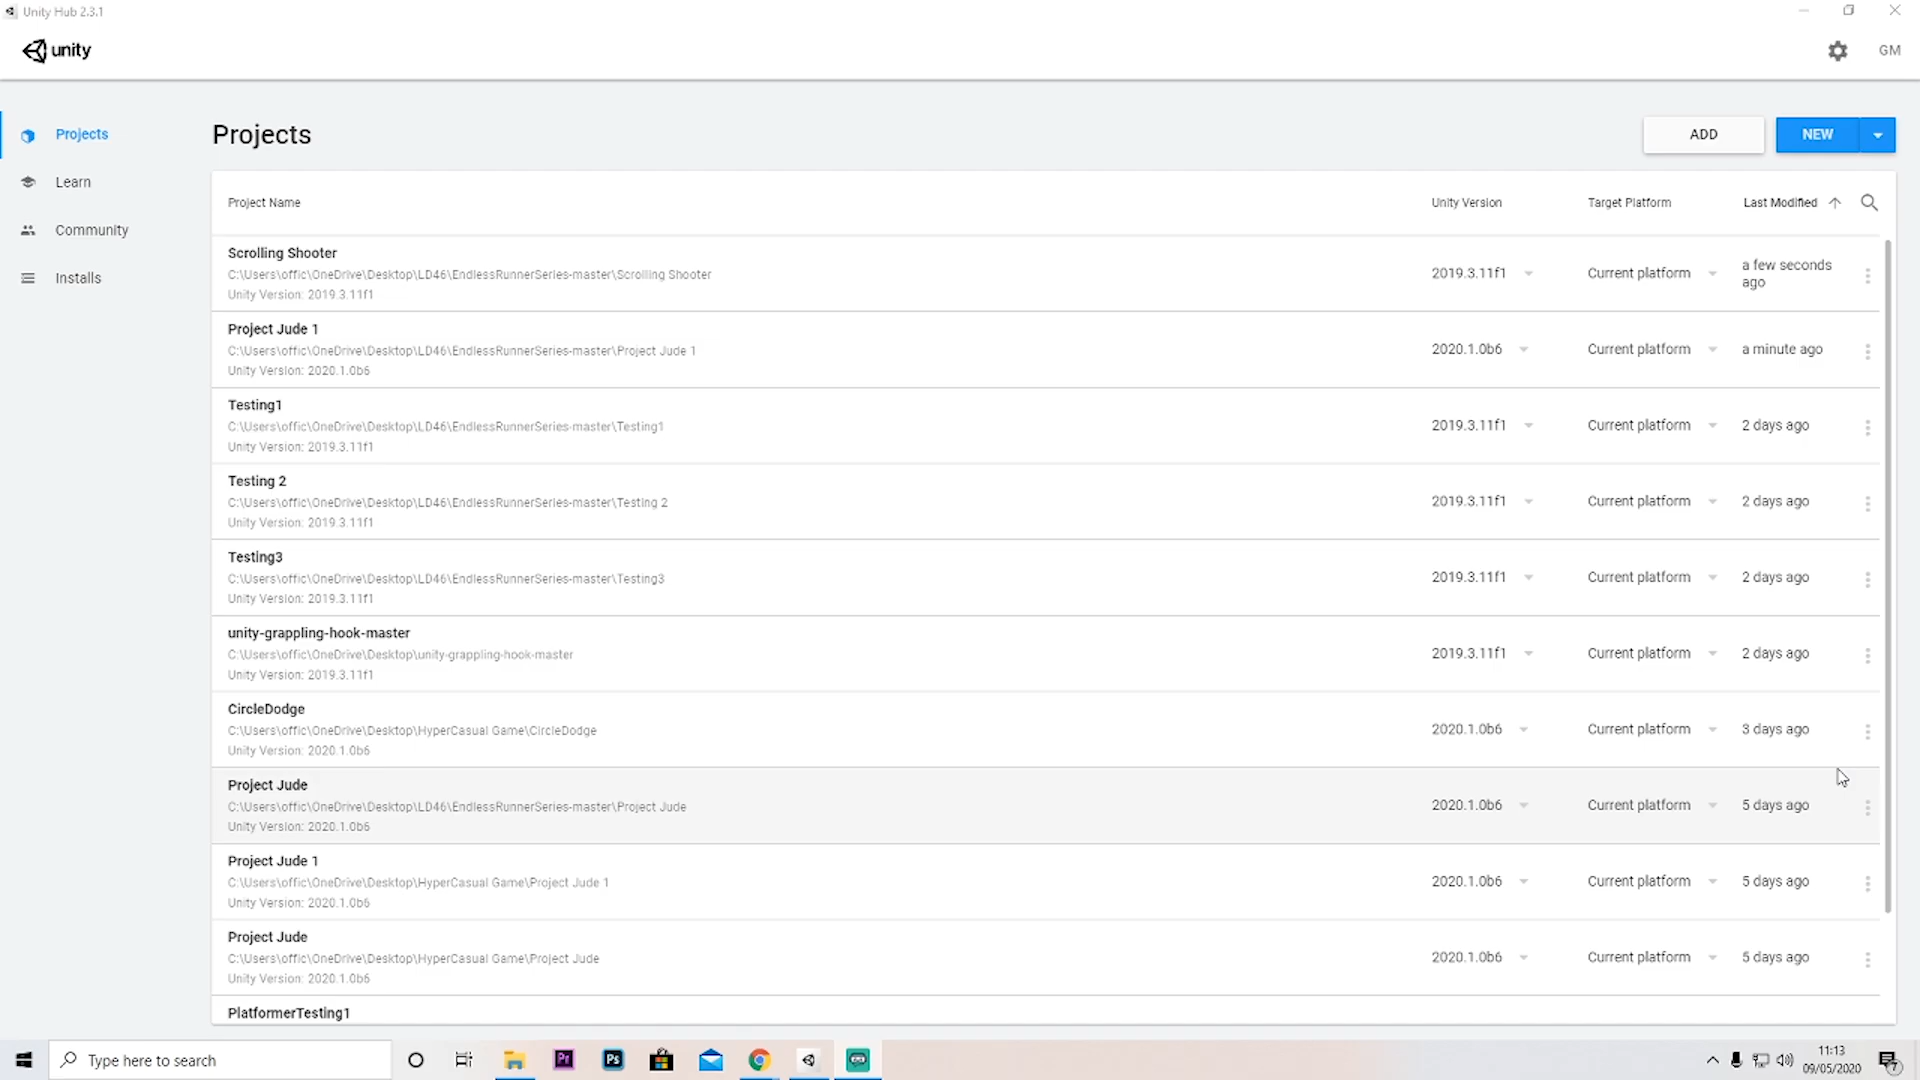 Unity Hub 2.3.1
unity
GM
Projects
Learn
Community
Installs
Projects
ADD
NEW
Project Name
Unity Version
Target Platform
Last Modified
Scrolling Shooter
C:\Users\offic\OneDrive\Desktop\LD46\EndlessRunnerSeries-master\Scrolling Shooter
Unity Version: 2019.3.11f1
2019.3.11f1
Current platform
a few seconds
ago
Project Jude 1
C:\Users\offic\OneDrive\Desktop\LD46\EndlessRunnerSeries-master\Project Jude 1
Unity Version: 2020.1.0b6
2020.1.0b6
Current platform
a minute ago
Testing1
C:\Users\offic\OneDrive\Desktop\LD46\EndlessRunnerSeries-master\Testing1
Unity Version: 2019.3.11f1
2019.3.11f1
Current platform
2 days ago
Testing 2
C:\Users\offic\OneDrive\Desktop\LD46\EndlessRunnerSeries-master\Testing 2
Unity Version: 2019.3.11f1
2019.3.11f1
Current platform
2 days ago
Testing3
C:\Users\offic\OneDrive\Desktop\LD46\EndlessRunnerSeries-master\Testing3
Unity Version: 2019.3.11f1
2019.3.11f1
Current platform
2 days ago
unity-grappling-hook-master
C:\Users\offic\OneDrive\Desktop\unity-grappling-hook-master
Unity Version: 2019.3.11f1
2019.3.11f1
Current platform
2 days ago
CircleDodge
C:\Users\offic\OneDrive\Desktop\HyperCasual Game\CircleDodge
Unity Version: 2020.1.0b6
2020.1.0b6
Current platform
3 days ago
Project Jude
C:\Users\offic\OneDrive\Desktop\LD46\EndlessRunnerSeries-master\Project Jude
Unity Version: 2020.1.0b6
2020.1.0b6
Current platform
5 days ago
Project Jude 1
C:\Users\offic\OneDrive\Desktop\HyperCasual Game\Project Jude 1
Unity Version: 2020.1.0b6
2020.1.0b6
Current platform
5 days ago
Project Jude
C:\Users\offic\OneDrive\Desktop\HyperCasual Game\Project Jude
Unity Version: 2020.1.0b6
2020.1.0b6
Current platform
5 days ago
PlatformerTesting1
Type here to search
Pr
Ps
11:13
09/05/2020
7